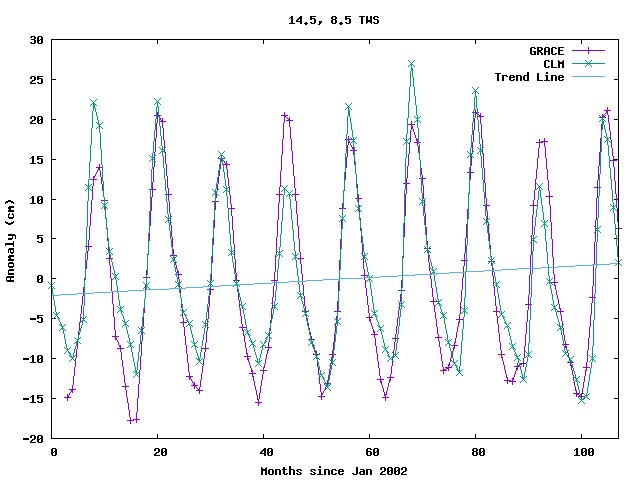 14.5, 8.5 TWS
GRACE
CLM
Trend Line
30
25
20
15
10
5
0
-5
-10
-15
-20
Anomaly (cm)
0 20 40 60 80 100
Months since Jan 2002